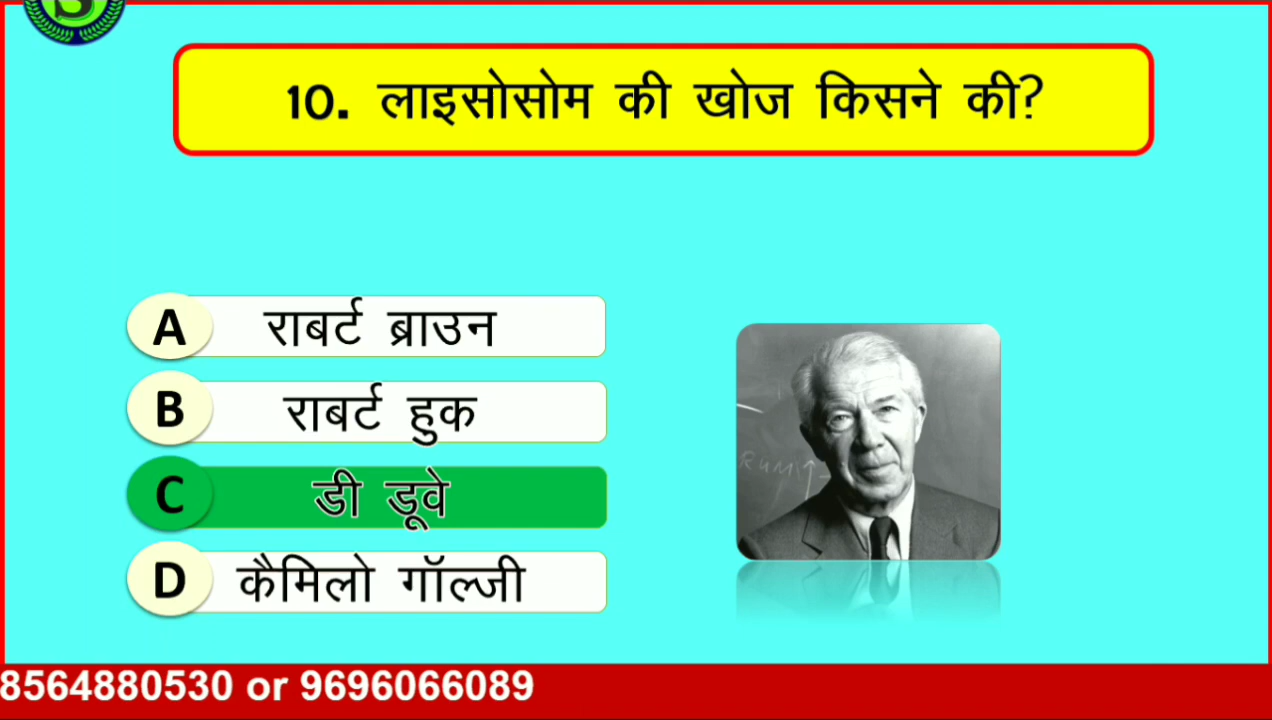 S
10. लाइसोसोम की खोज किसने की?
A राबर्ट ब्राउन
B राबर्ट हुक
C डी डूवे
D कैमिलो गॉल्जी
8564880530 or 9696066089